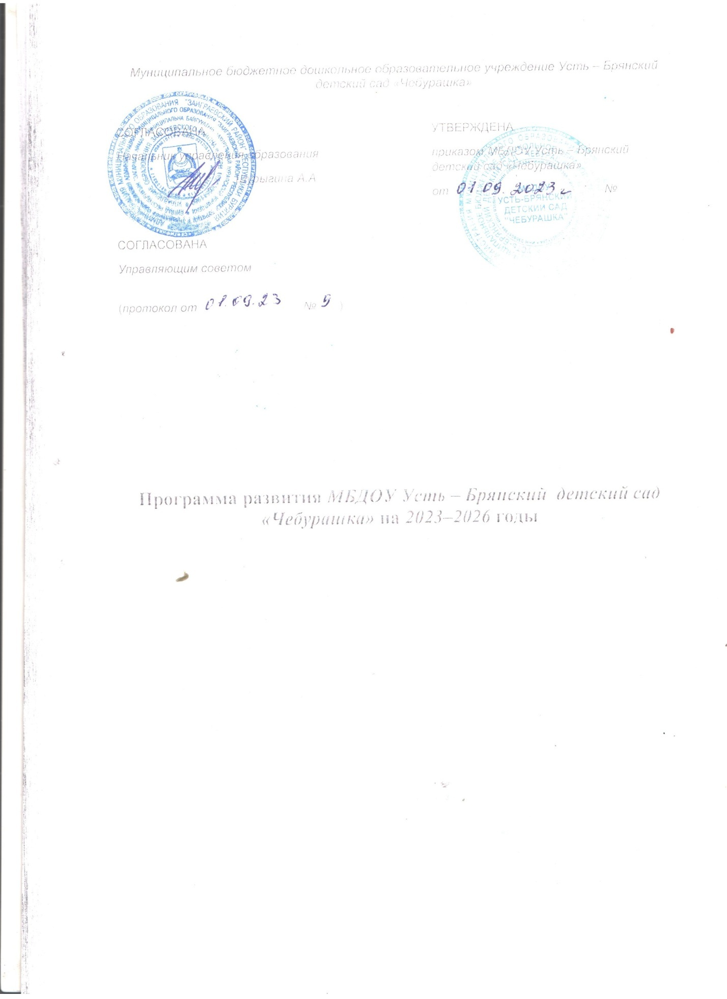 Муниципальное бюджетное дошкольное образовательное учреждение Усть – Брянский
детский сад «Чебурашка»
СОГЛАСОВАНА
Начальник управления образования
А.А
УТВЕРЖДЕНА
приказом МБДОУ Усть – Брянский
детский сад «Чебурашка»
от 01.09.2023 г №
УСТЬ-БРЯНСКИЙ
ДЕТСКИЙ САД
"ЧЕБУРАШКА"
СОГЛАСОВАНА
Управляющим советом
(протокол от 01.09.23 № 9 )
Программа развития МБДОУ Усть – Брянский детский сад
«Чебурашка» на 2023–2026 годы